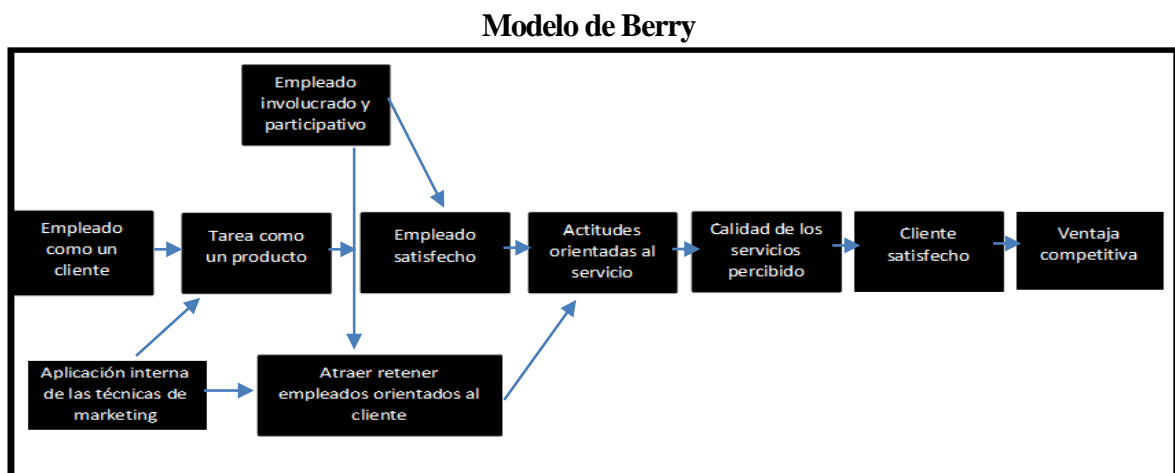 Modelo de Berry
Empleado
involucrado y
participativo
Empleado
como un
cliente
Tarea como
un producto
Empleado
satisfecho
Actitudes
orientadas al
servicio
Calidad de los
servicios
percibido
Cliente
satisfecho
Ventaja
competitiva
Aplicación interna
de las técnicas de
marketing
Atraer retener
empleados orientados al
cliente